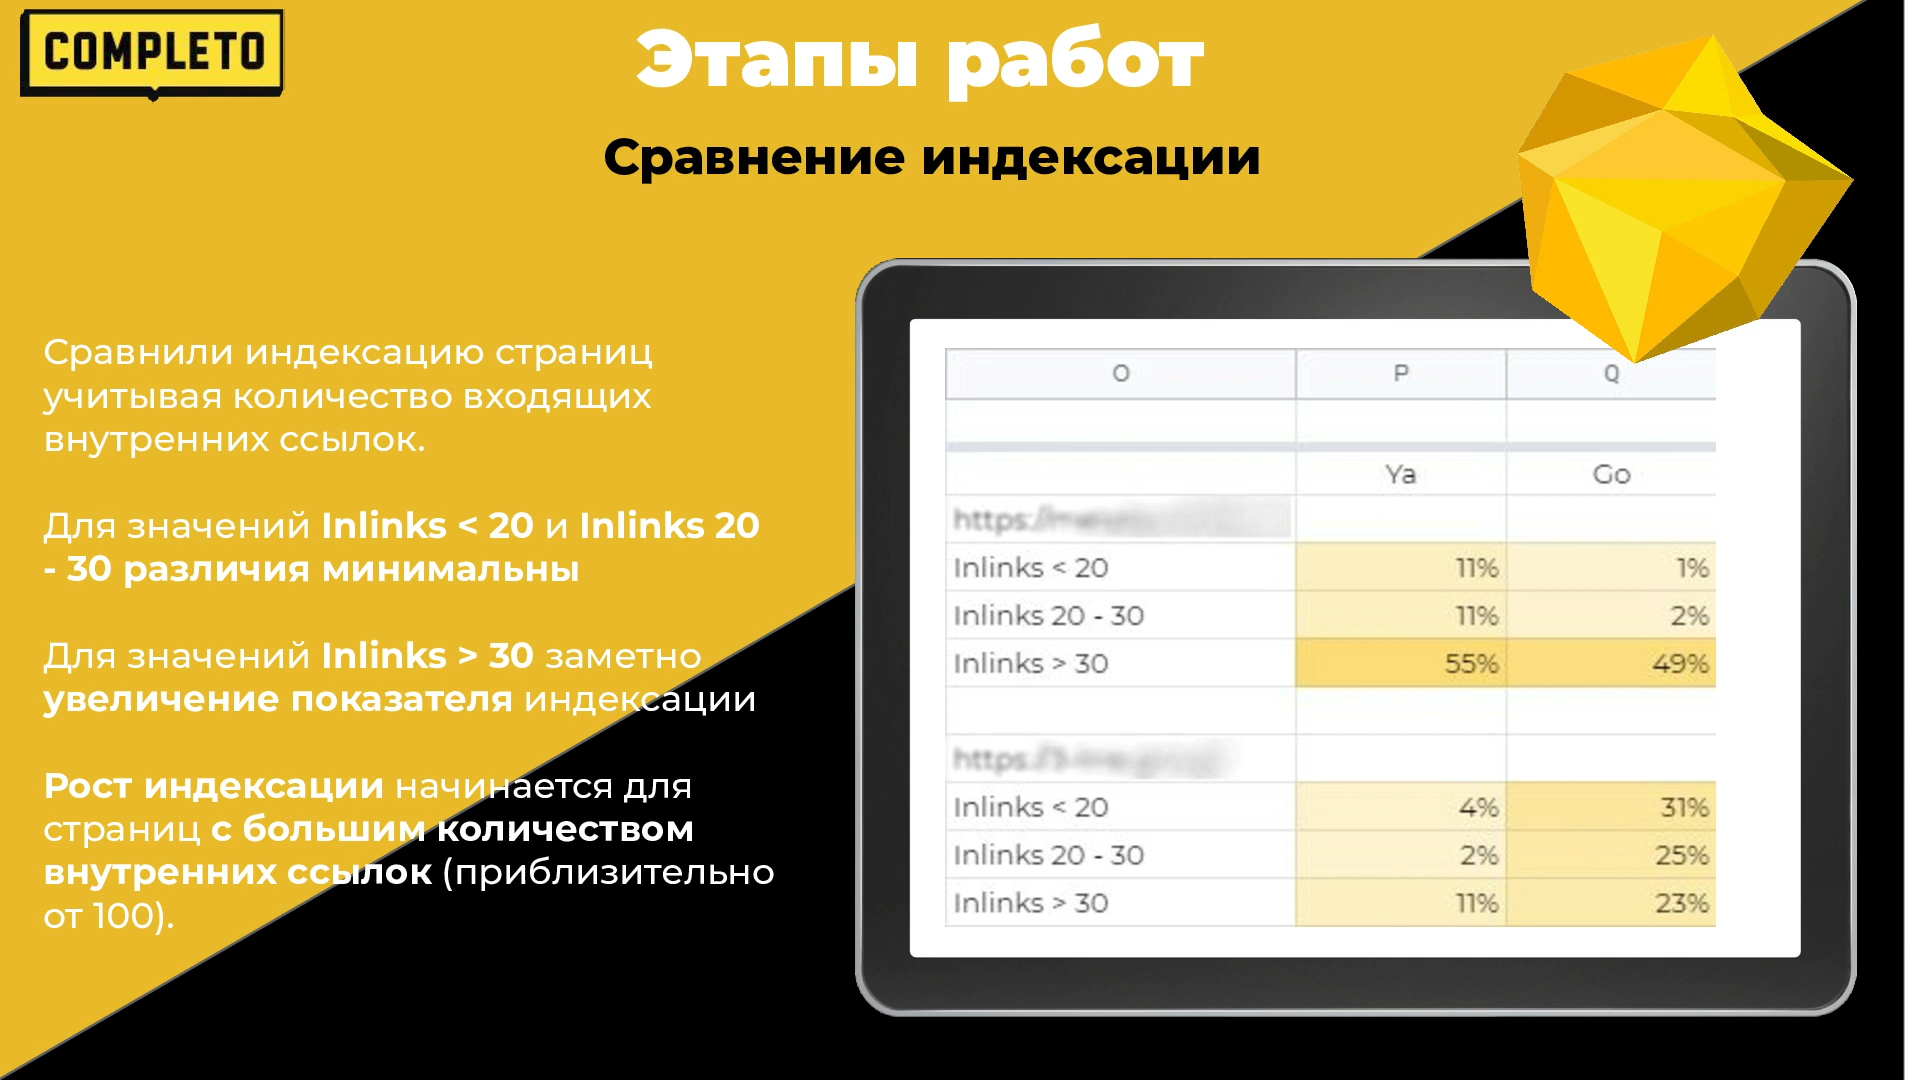 COMPLETO
Этапы работ
Сравнение индексации
Сравнили индексацию страниц
учитывая количество входящих
внутренних ссылок.
Для значений Inlinks < 20 и Inlinks 20
- 30 различия минимальны
Для значений Inlinks > 30 заметно
увеличение показателя индексации
Рост индексации начинается для
страниц с большим количеством
внутренних ссылок (приблизительно
от 100).
O P Q
Ya Go
https:/
Inlinks < 20 11% 1%
Inlinks 20 - 30 11% 2%
Inlinks > 30 55% 49%
https:/
Inlinks < 20 4% 31%
Inlinks 20 - 30 2% 25%
Inlinks > 30 11% 23%